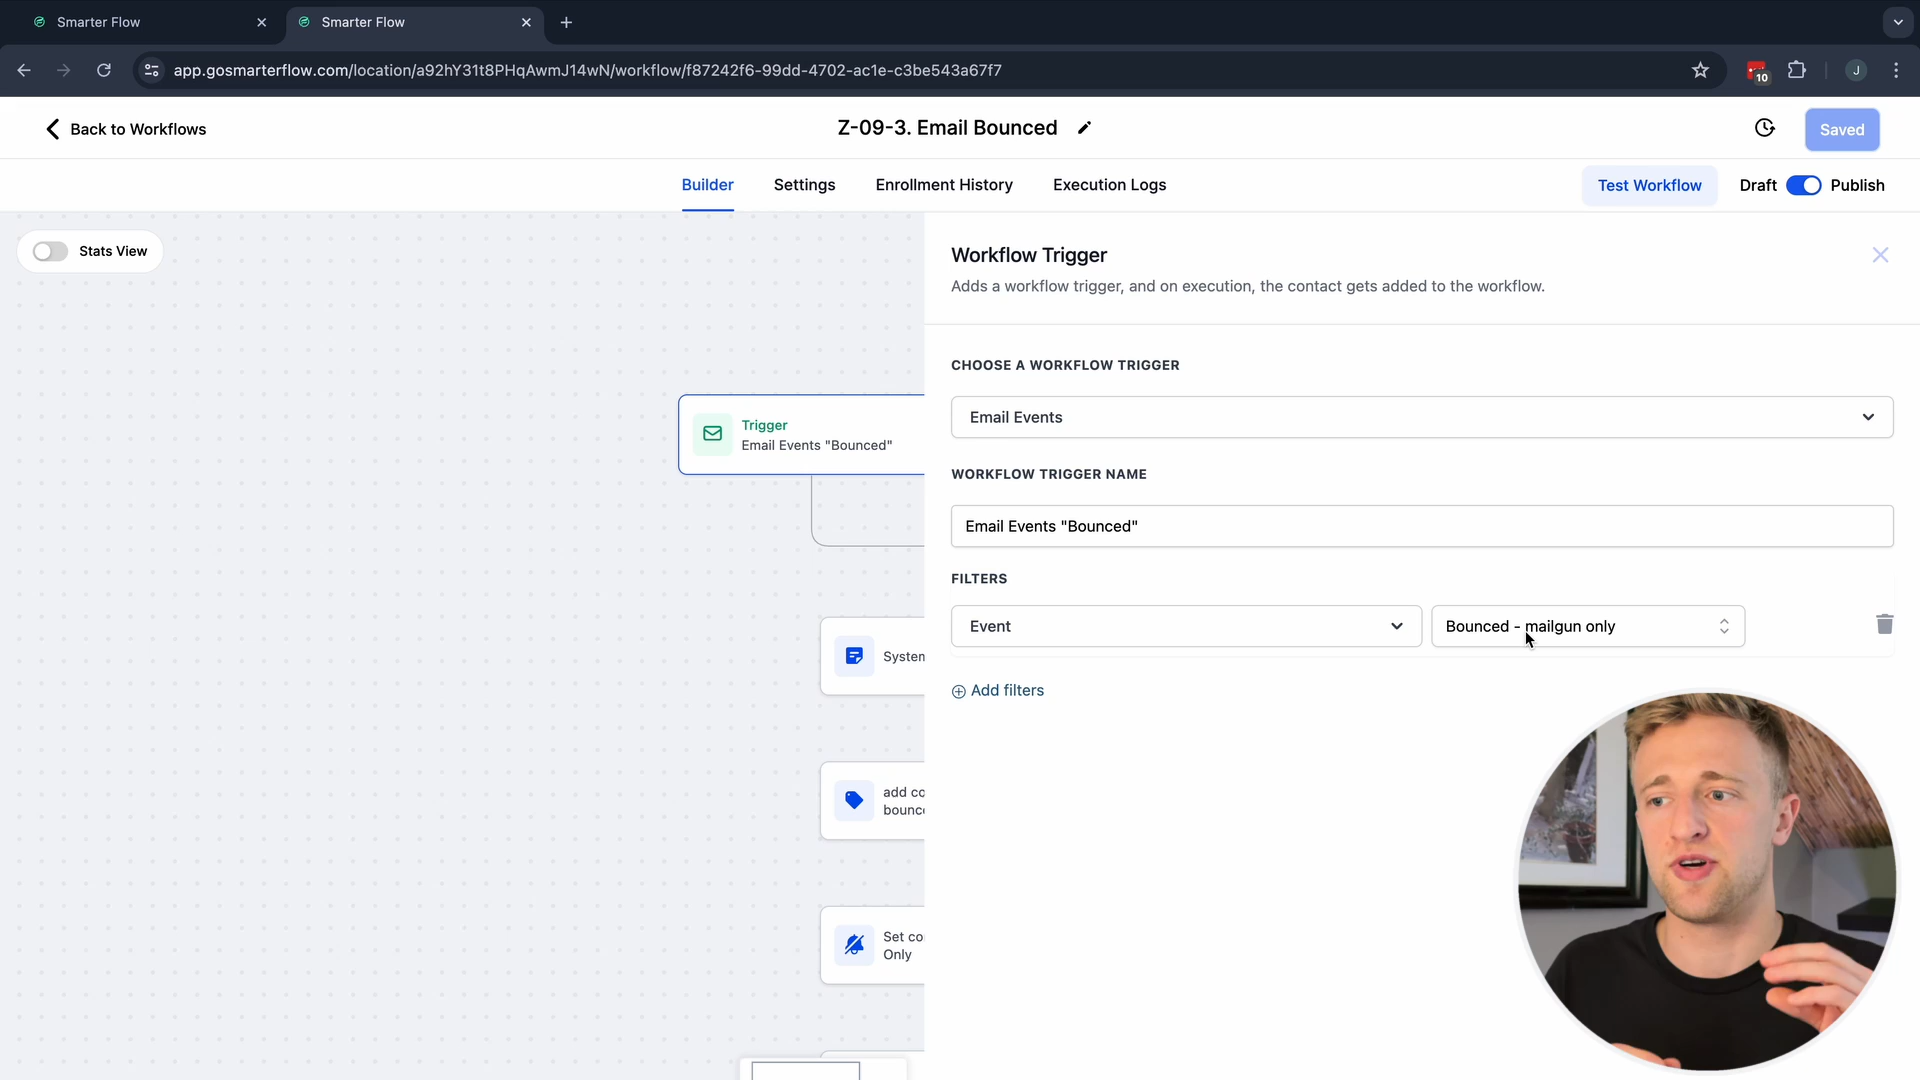 Smarter Flow
Smarter Flow
app.gosmarterflow.com/location/a92hY31t8PHqAwmJ14wN/workflow/f87242f6-99dd-4702-ac1e-c3be543a67f7
10
J
Back to Workflows
Z-09-3. Email Bounced
Saved
Builder
Settings
Enrollment History
Execution Logs
Test Workflow
Draft
Publish
Stats View
Workflow Trigger
Adds a workflow trigger, and on execution, the contact gets added to the workflow.
CHOOSE A WORKFLOW TRIGGER
Email Events
Trigger
Email Events "Bounced"
WORKFLOW TRIGGER NAME
Email Events "Bounced"
FILTERS
Event
Bounced - mailgun only
System
Add filters
add co
bounce
Set co
Only